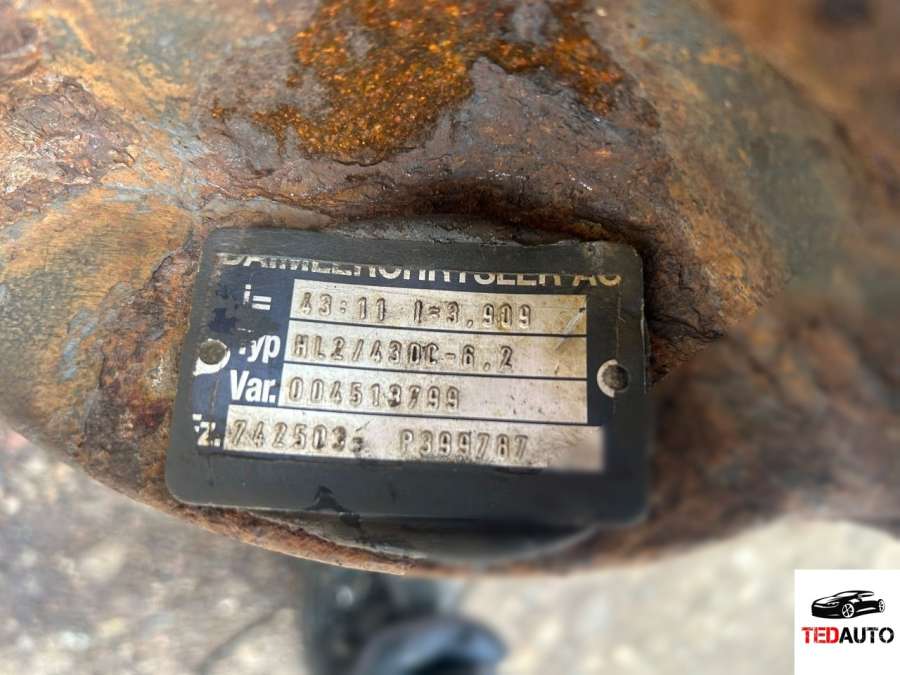 DAIMLERCHRYSLER AG
i= 43:11 I=3,909
Typ HL2/430C-6,2
Var. 004513799
Z. 742503- P399787
TEDAUTO